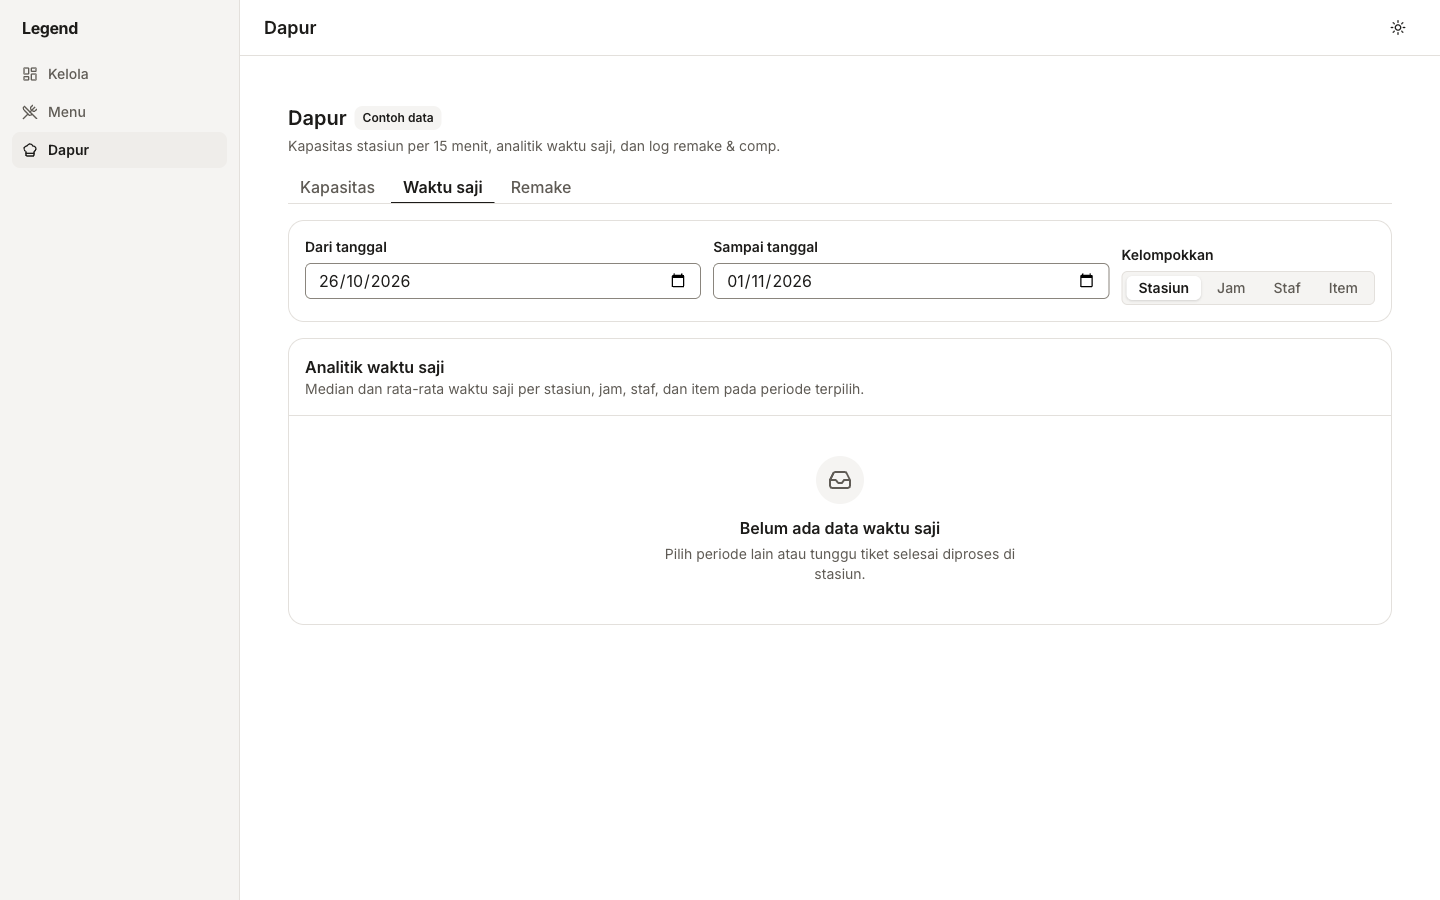 Legend
Kelola
Menu
Dapur
Dapur
Dapur
Contoh data
Kapasitas stasiun per 15 menit, analitik waktu saji, dan log remake & comp.
Kapasitas
Waktu saji
Remake
Dari tanggal
26/10/2026
Sampai tanggal
01/11/2026
Kelompokkan
Stasiun
Jam
Staf
Item
Analitik waktu saji
Median dan rata-rata waktu saji per stasiun, jam, staf, dan item pada periode terpilih.
Belum ada data waktu saji
Pilih periode lain atau tunggu tiket selesai diproses di
stasiun.